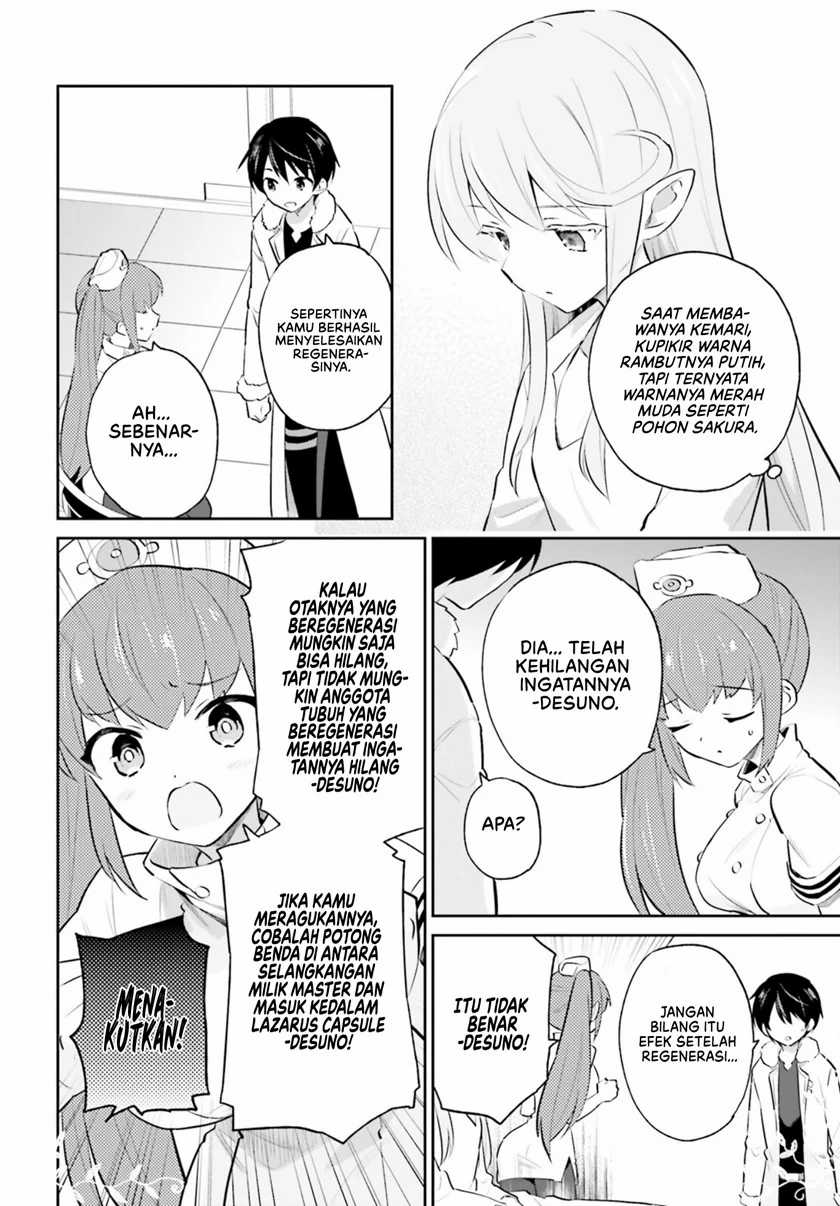 SAAT MEMBA-
WANYA KEMARI,
KUPIKIR WARNA
RAMBUTNYA PUTIH,
TAPI TERNYATA
WARNANYA MERAH
MUDA SEPERTI
POHON SAKURA.
SEPERTINYA
KAMU BERHASIL
MENYELESAIKAN
REGENERA-
SINYA.
AH...
SEBENAR-
NYA...
DIA... TELAH
KEHILANGAN
INGATANNYA
-DESUNO.
APA?
JANGAN
BILANG ITU
EFEK SETELAH
REGENERASI...
ITU TIDAK
BENAR
-DESUNO!
KALAU
OTAKNYA YANG
BEREGENERASI
MUNGKIN SAJA
BISA HILANG,
TAPI TIDAK MUNG-
KIN ANGGOTA
TUBUH YANG
BEREGENERASI
MEMBUAT INGA-
TANNYA HILANG
-DESUNO!
JIKA KAMU
MERAGUKANNYA,
COBALAH POTONG
BENDA DI ANTARA
SELANGKANGAN
MILIK MASTER DAN
MASUK KEDALAM
LAZARUS CAPSULE
-DESUNO!
MENA-
KUTKAN!